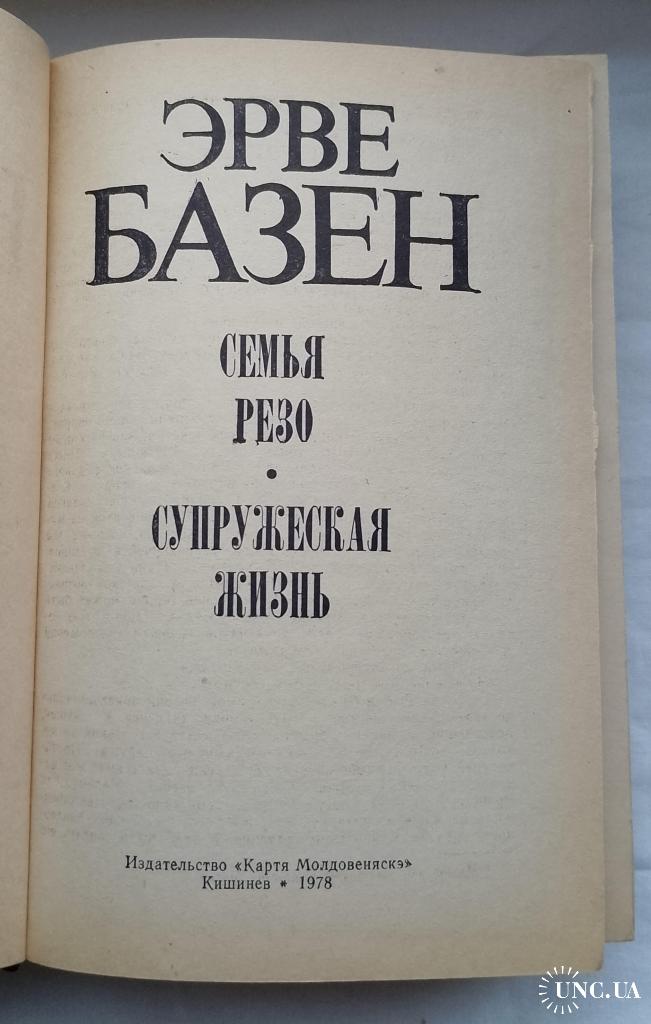 ЭРВЕ
БАЗЕН
СЕМЬЯ
РЕЗО
•
СУПРУЖЕСКАЯ
ЖИЗНЬ
Издательство «Картя Молдовеняскэ»
Кишинев * 1978
UNC.UA